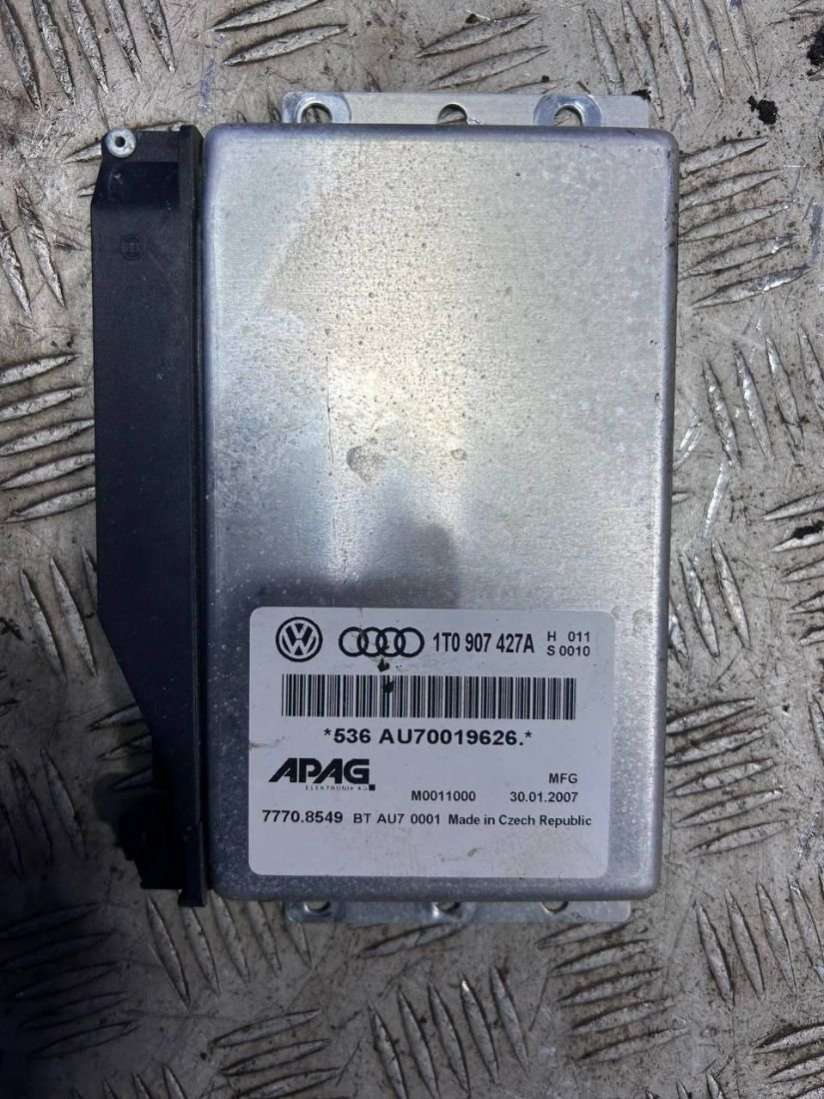 1T0 907 427A
H 011
S 0010
*536 AU70019626.*
APAG
ELEKTRONIK AG
MFG
M0011000 30.01.2007
7770.8549 BT AU7 0001 Made in Czech Republic